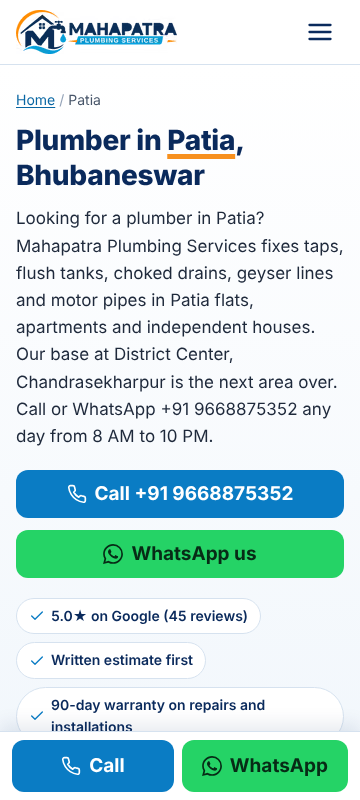 MAHAPATRA
PLUMBING SERVICES
Home / Patia
Plumber in Patia,
Bhubaneswar
Looking for a plumber in Patia?
Mahapatra Plumbing Services fixes taps,
flush tanks, choked drains, geyser lines
and motor pipes in Patia flats,
apartments and independent houses.
Our base at District Center,
Chandrasekharpur is the next area over.
Call or WhatsApp +91 9668875352 any
day from 8 AM to 10 PM.
Call +91 9668875352
WhatsApp us
5.0★ on Google (45 reviews)
Written estimate first
90-day warranty on repairs and
installations
Call WhatsApp